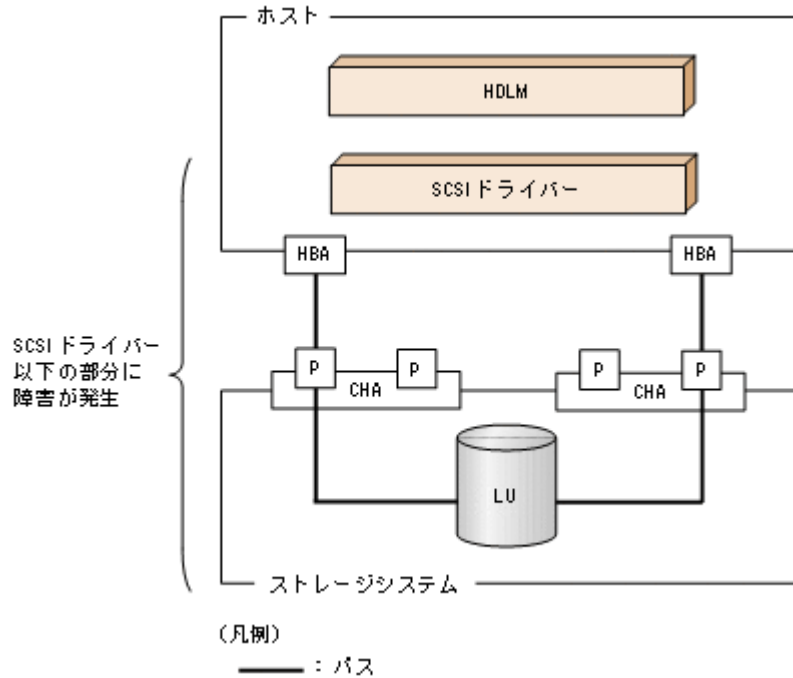 ホスト
HDLM
SCSIドライバー
HBA
HBA
SCSIドライバー
以下の部分に
障害が発生
P
P
P
P
CHA
CHA
LU
ストレージシステム
（凡例）
：パス